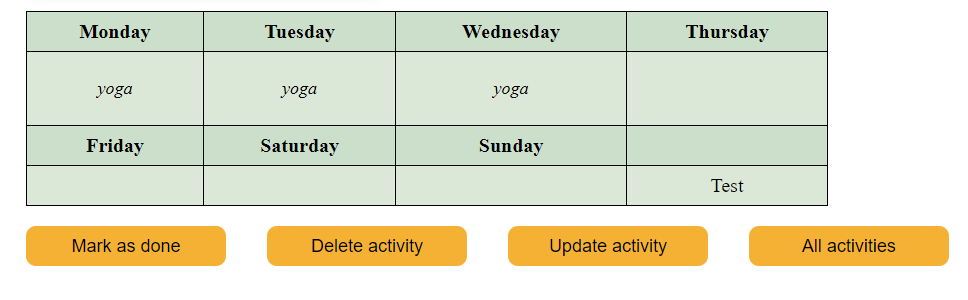 Monday Tuesday Wednesday Thursday
yoga yoga yoga
Friday Saturday Sunday
Test
Mark as done Delete activity Update activity All activities